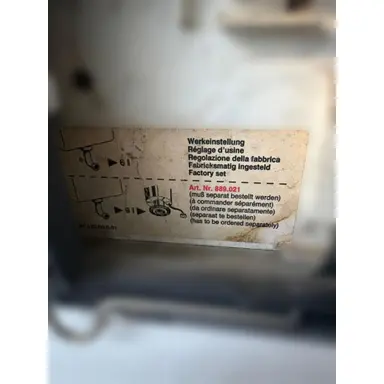 Werkeinstellung
Réglage d'usine
Regolazione della fabbrica
Fabricksmatig ingesteld
Factory set
Art. Nr. 889.021
(muß separat bestellt werden)
(à commander séparément)
(da ordinare separatamente)
(separaat te bestellen)
(has to be ordered separately)